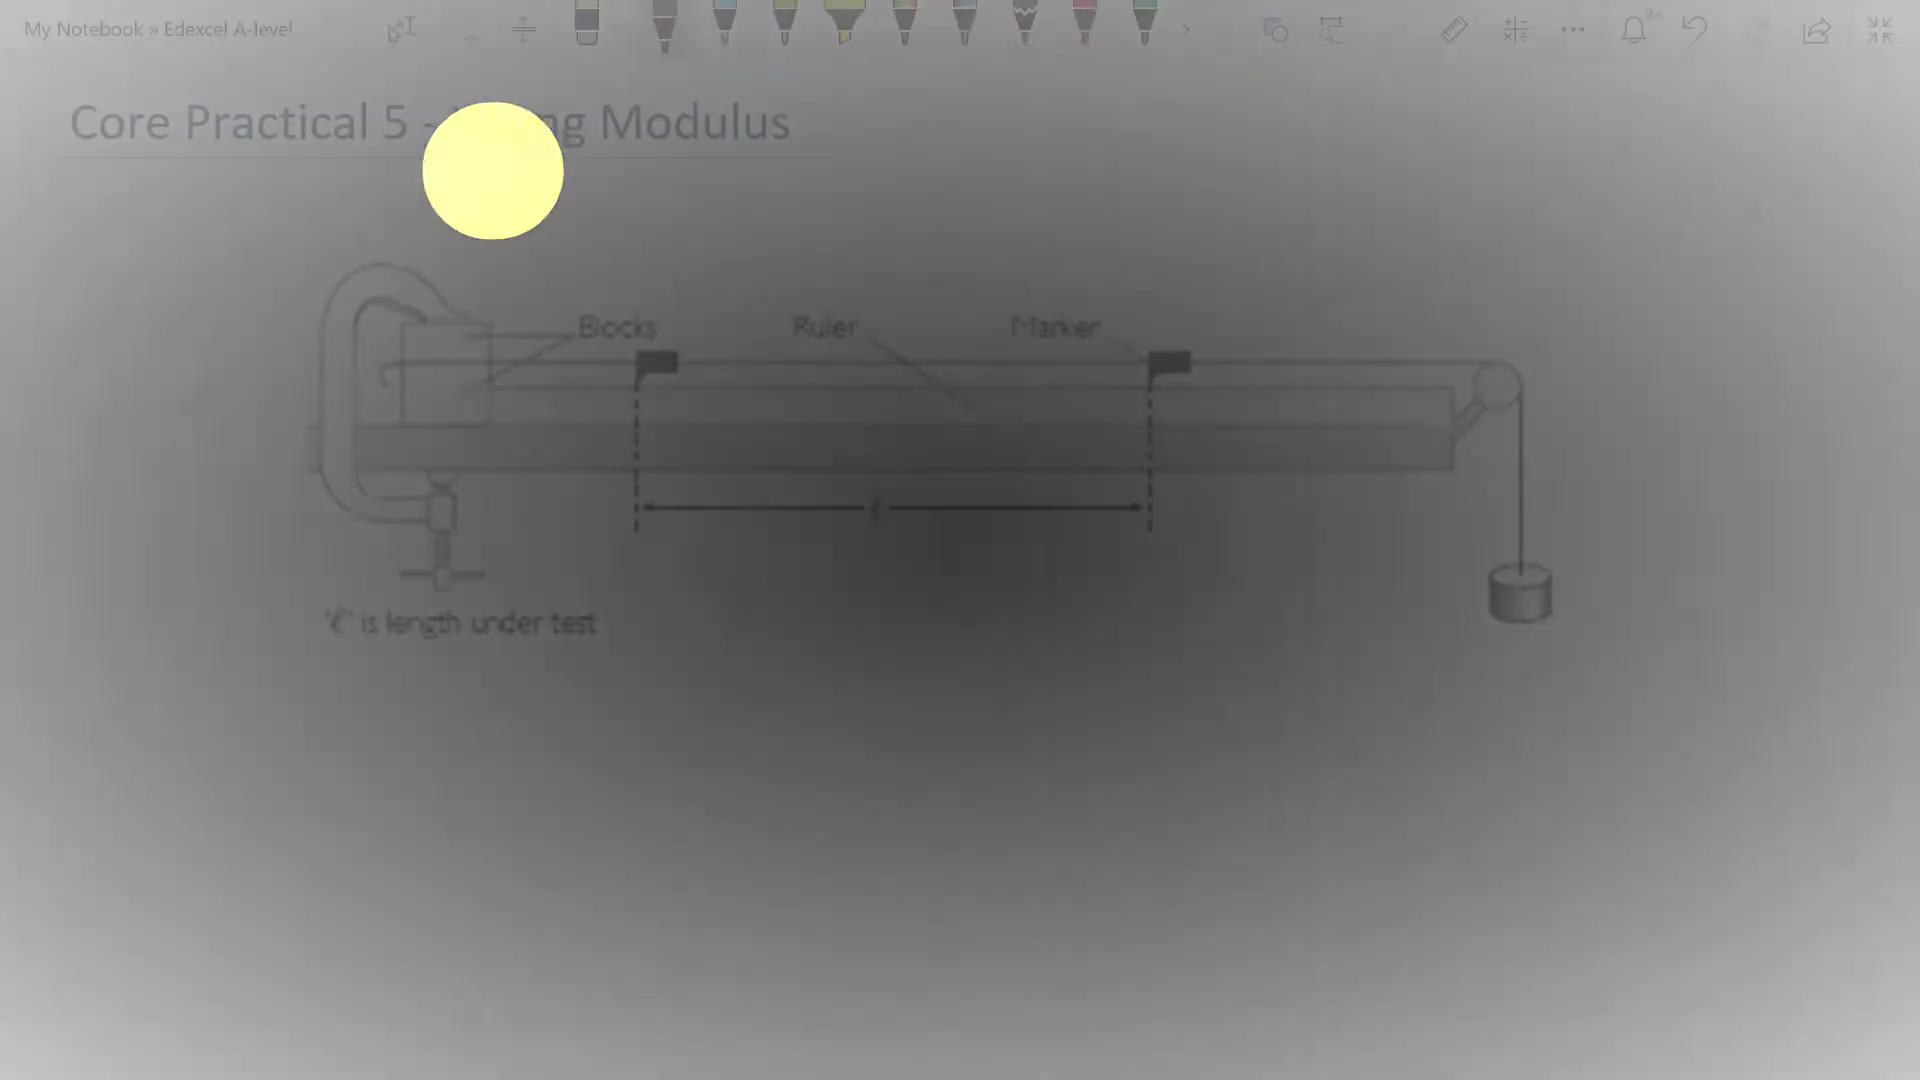 My Notebook » Edexcel A-level
Core Practical 5 - Modulus
Blocks
Ruler
Marker
ℓ
'ℓ' is length under test